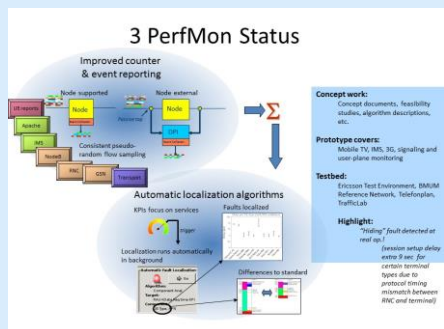 3 PerfMon Status
Improved counter
& event reporting
Node supported
Node external
UE reports
Apache
IMS
NodeB
RNC
GSN
Transport
Node
Node
DPI
Consistent pseudo-
random flow sampling
Σ
Automatic localization algorithms
KPIs focus on services
Faults localized
trigger
Localization runs automatically
in background
Automatic Fault Localization
Differences to standard
Concept work:
Concept documents, feasibility
studies, algorithm descriptions,
etc.
Prototype covers:
Mobile TV, IMS, 3G, signaling and
user-plane monitoring
Testbed:
Ericsson Test Environment, BMUM
Reference Network, Telefonplan,
TrafficLab
Highlight:
"Hiding" fault detected at
real op.!
(session setup delay
extra 9 sec. for
certain terminal
types due to
protocol timing
mismatch between
RNC and terminal)